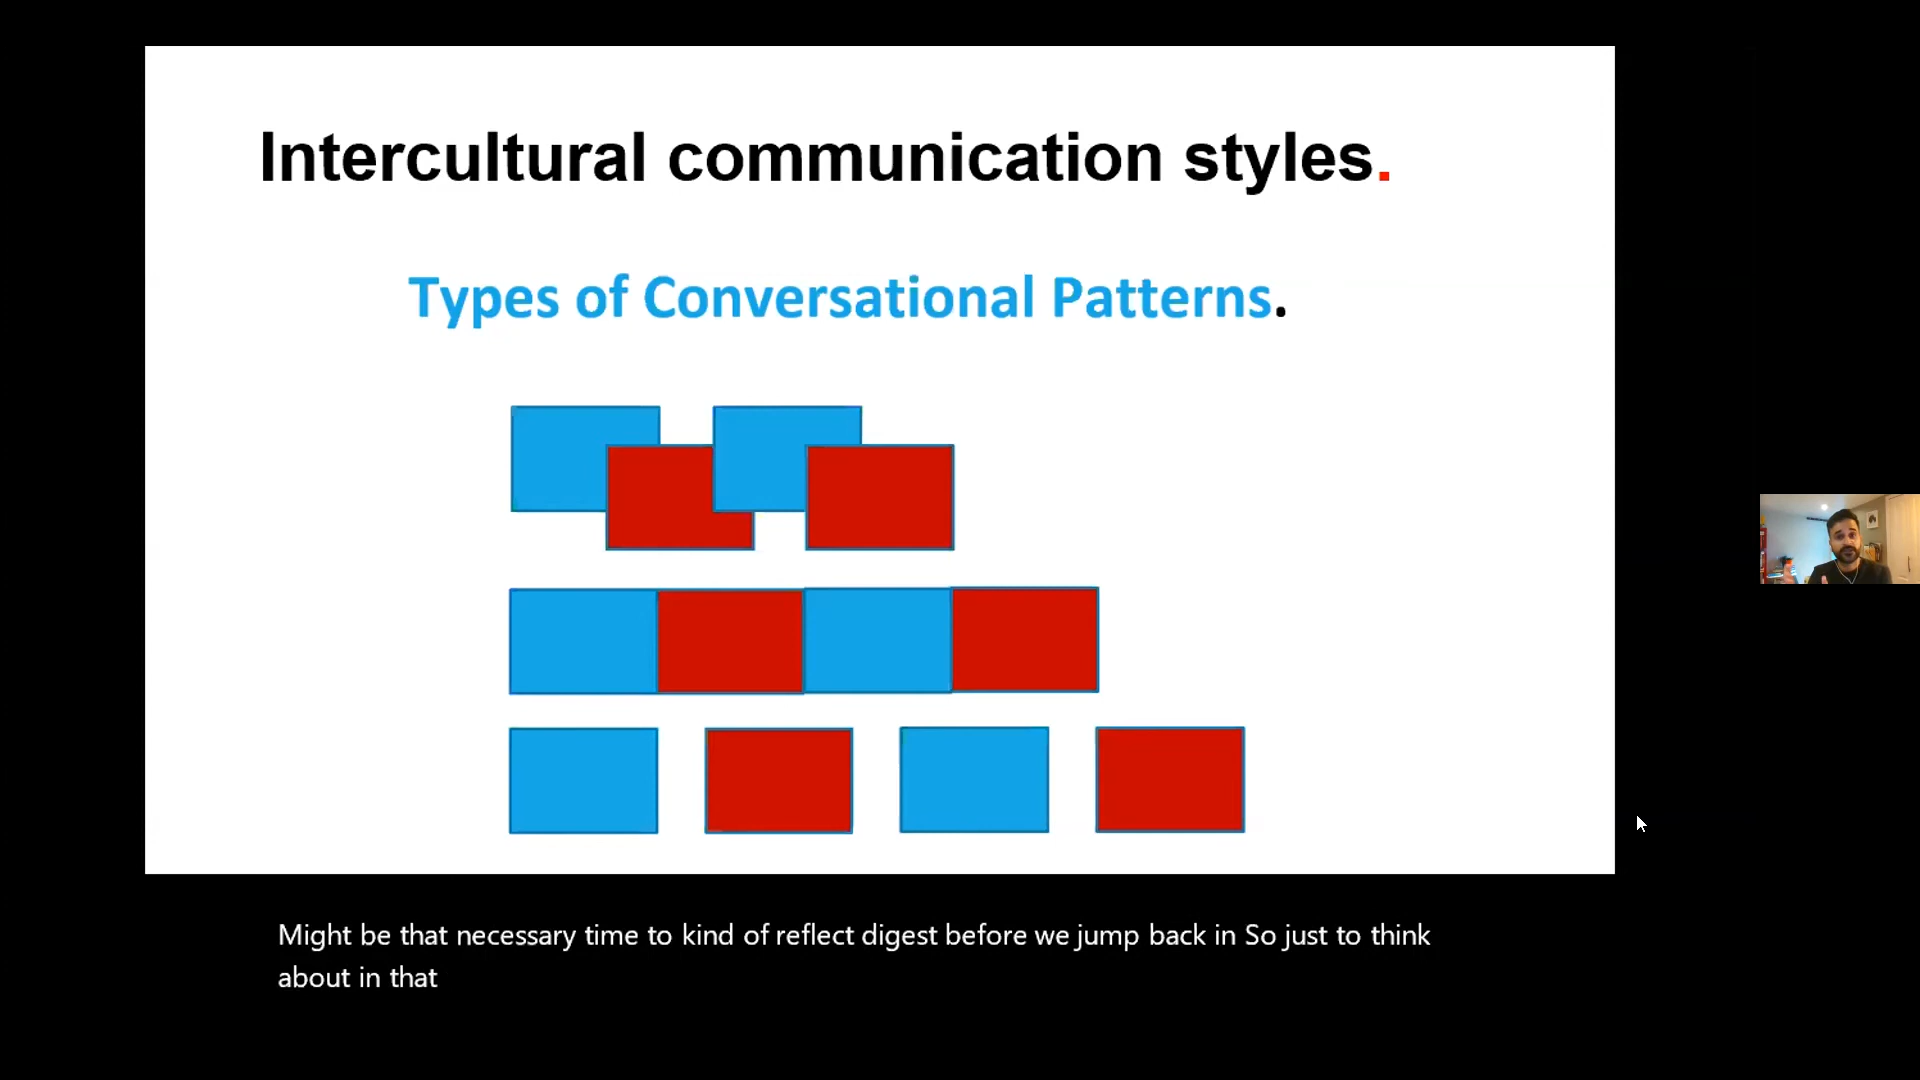 Intercultural communication styles.
Types of Conversational Patterns.
Might be that necessary time to kind of reflect digest before we jump back in So just to think
about in that